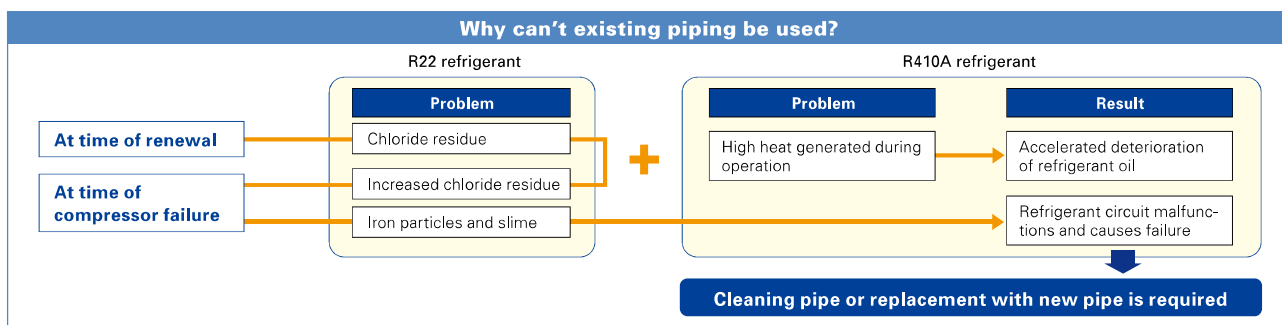 Why can't existing piping be used?
R22 refrigerant
R410A refrigerant
Problem
Problem
Result
At time of renewal
Chloride residue
High heat generated during
operation
Accelerated deterioration
of refrigerant oil
At time of
compressor failure
Increased chloride residue
Iron particles and slime
Refrigerant circuit malfunc-
tions and causes failure
Cleaning pipe or replacement with new pipe is required